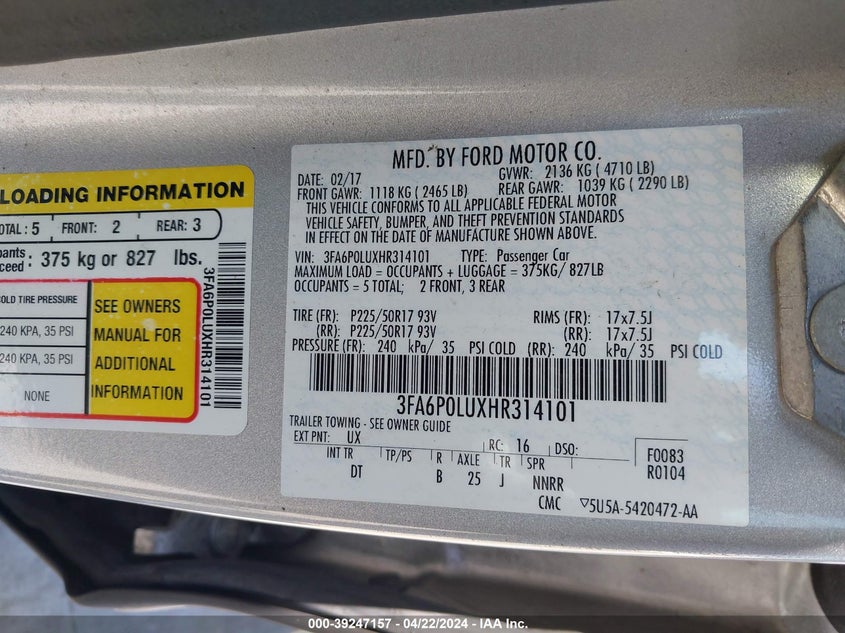 LOADING INFORMATION
OTAL : 5 FRONT: 2 REAR: 3
pants
ceed: 375 kg or 827 lbs.
OLD TIRE PRESSURE
240 KPA, 35 PSI
240 KPA, 35 PSI
NONE
SEE OWNERS
MANUAL FOR
ADDITIONAL
INFORMATION
3FA6P0LUXHR314101
MFD. BY FORD MOTOR CO.
DATE: 02/17 GVWR: 2136 KG ( 4710 LB)
FRONT GAWR: 1118 KG ( 2465 LB) REAR GAWR: 1039 KG ( 2290 LB)
THIS VEHICLE CONFORMS TO ALL APPLICABLE FEDERAL MOTOR
VEHICLE SAFETY, BUMPER, AND THEFT PREVENTION STANDARDS
IN EFFECT ON THE DATE OF MANUFACTURE SHOWN ABOVE.
VIN: 3FA6P0LUXHR314101 TYPE: Passenger Car
MAXIMUM LOAD = OCCUPANTS + LUGGAGE = 375KG/ 827LB
OCCUPANTS = 5 TOTAL; 2 FRONT, 3 REAR
TIRE (FR): P225/50R17 93V RIMS (FR): 17x7.5J
(RR): P225/50R17 93V (RR): 17x7.5J
PRESSURE (FR): 240 kPa/ 35 PSI COLD (RR): 240 kPa/ 35 PSI COLD
3FA6P0LUXHR314101
TRAILER TOWING - SEE OWNER GUIDE
EXT PNT: UX RC: 16 DSO: F0083
INT TR TP/PS R AXLE TR SPR R0104
DT B 25 J NNRR
CMC ▽5U5A-5420472-AA
000-39247157 - 04/22/2024 - IAA Inc.